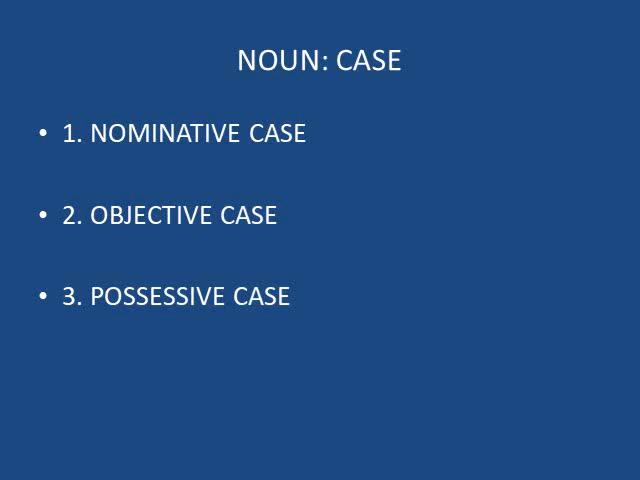 NOUN: CASE
• 1. NOMINATIVE CASE
• 2. OBJECTIVE CASE
• 3. POSSESSIVE CASE